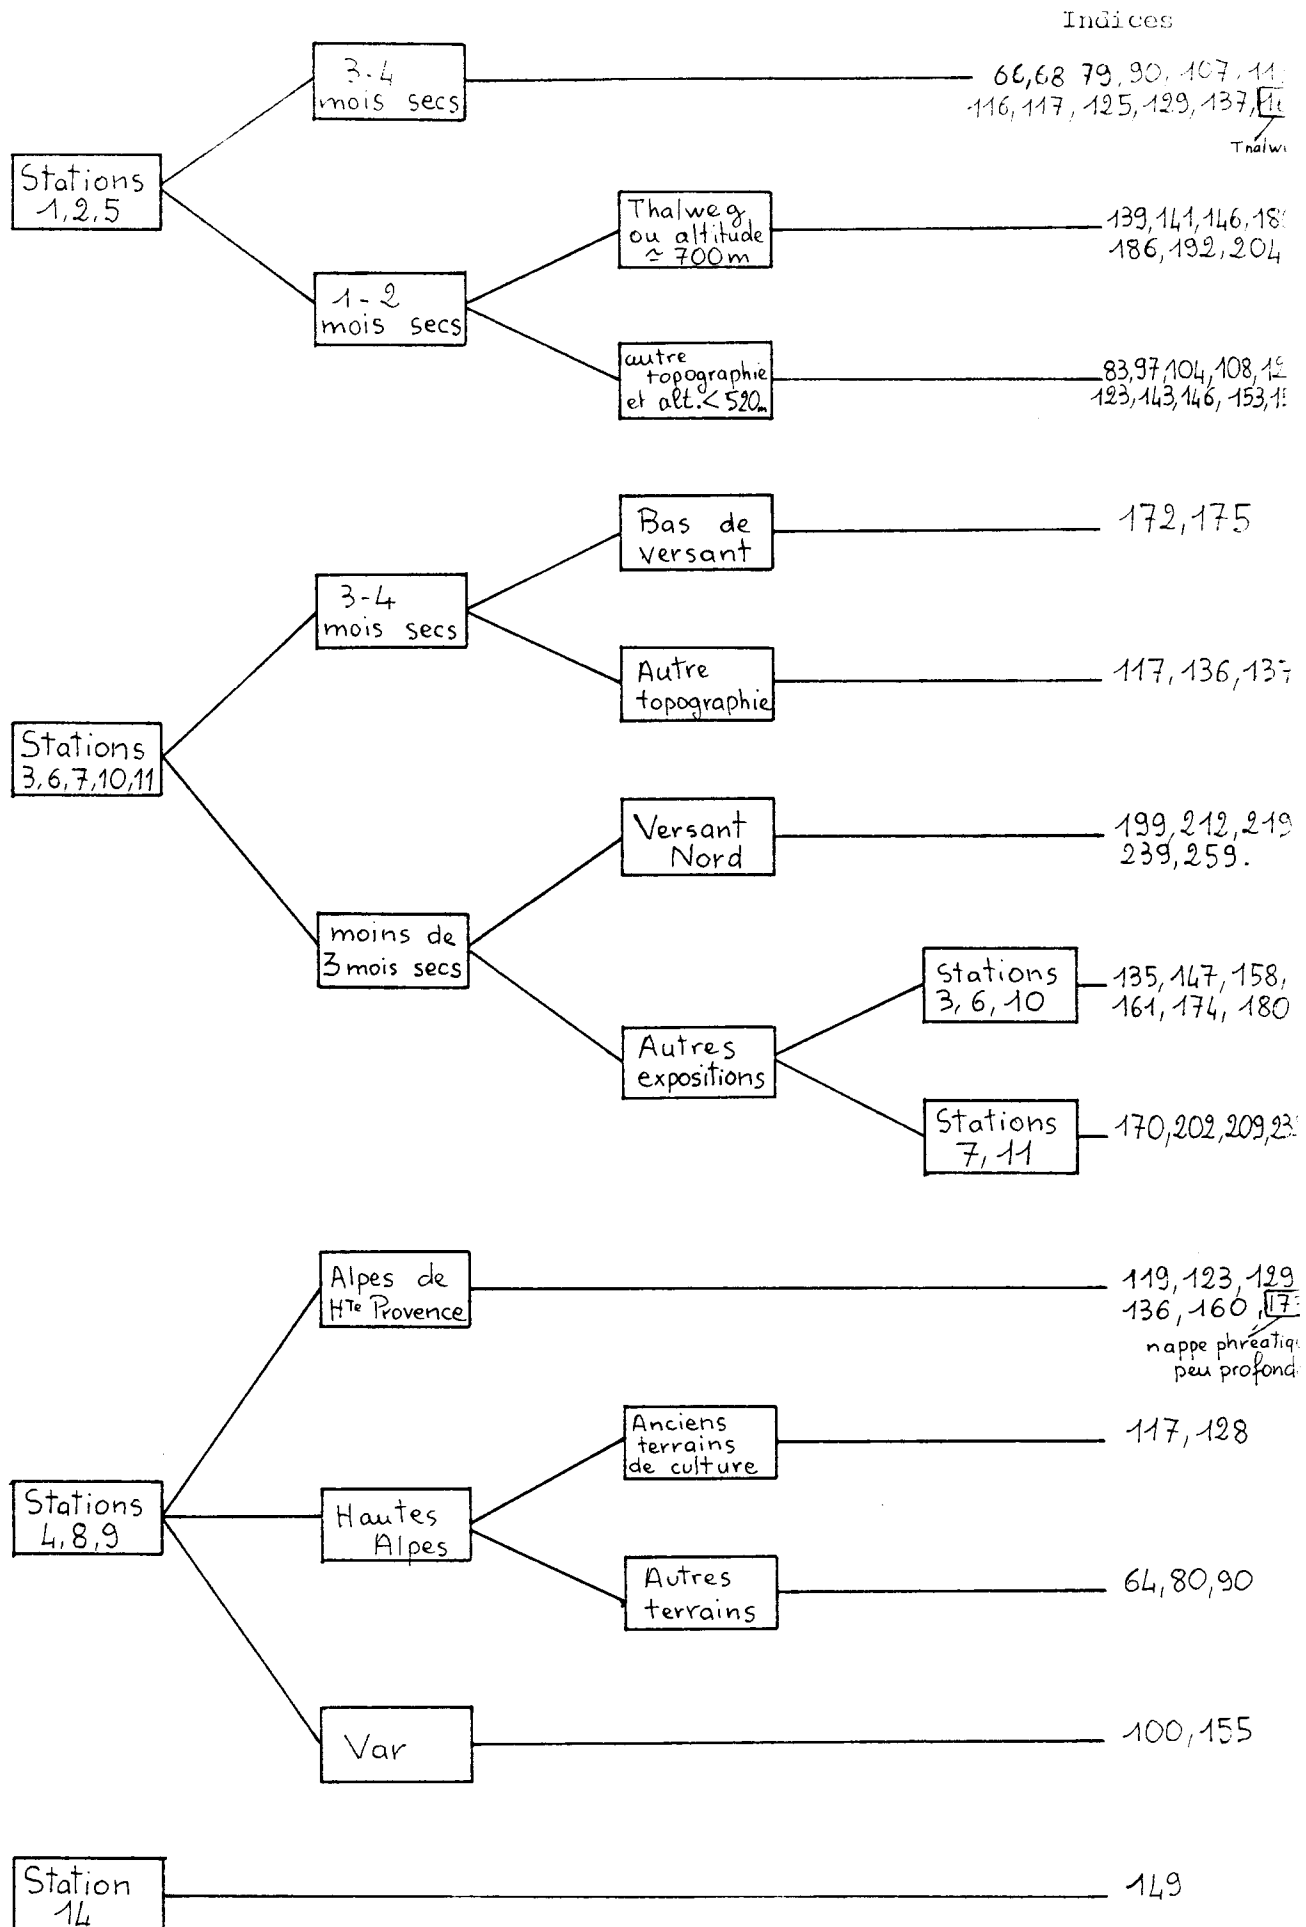 Indices
3-4
mois secs
66,68 79, 90, 107,
116, 117, 125, 129, 137,
Stations
1,2,5
Thalweg
ou altitude
≃ 700m
139,141,146,
186,192,204
1-2
mois secs
autre
topographie
et alt.<520m
83,97,104,108,
123,143,146, 153,
Bas de
versant
172,175
3-4
mois secs
Autre
topographie
117,136,137
Stations
3,6,7,10,11
Versant
Nord
199,212,219
239,259.
moins de
3 mois secs
Stations
3, 6, 10
135,147,158,
161,174, 180
Autres
expositions
Stations
7, 11
170,202,209,
Alpes de
Hte Provence
119,123,129
136,160,
nappe
peu
Anciens
terrains
de culture
117,128
Stations
4,8,9
Hautes
Alpes
Autres
terrains
64,80,90
Var
100,155
Station
14
149